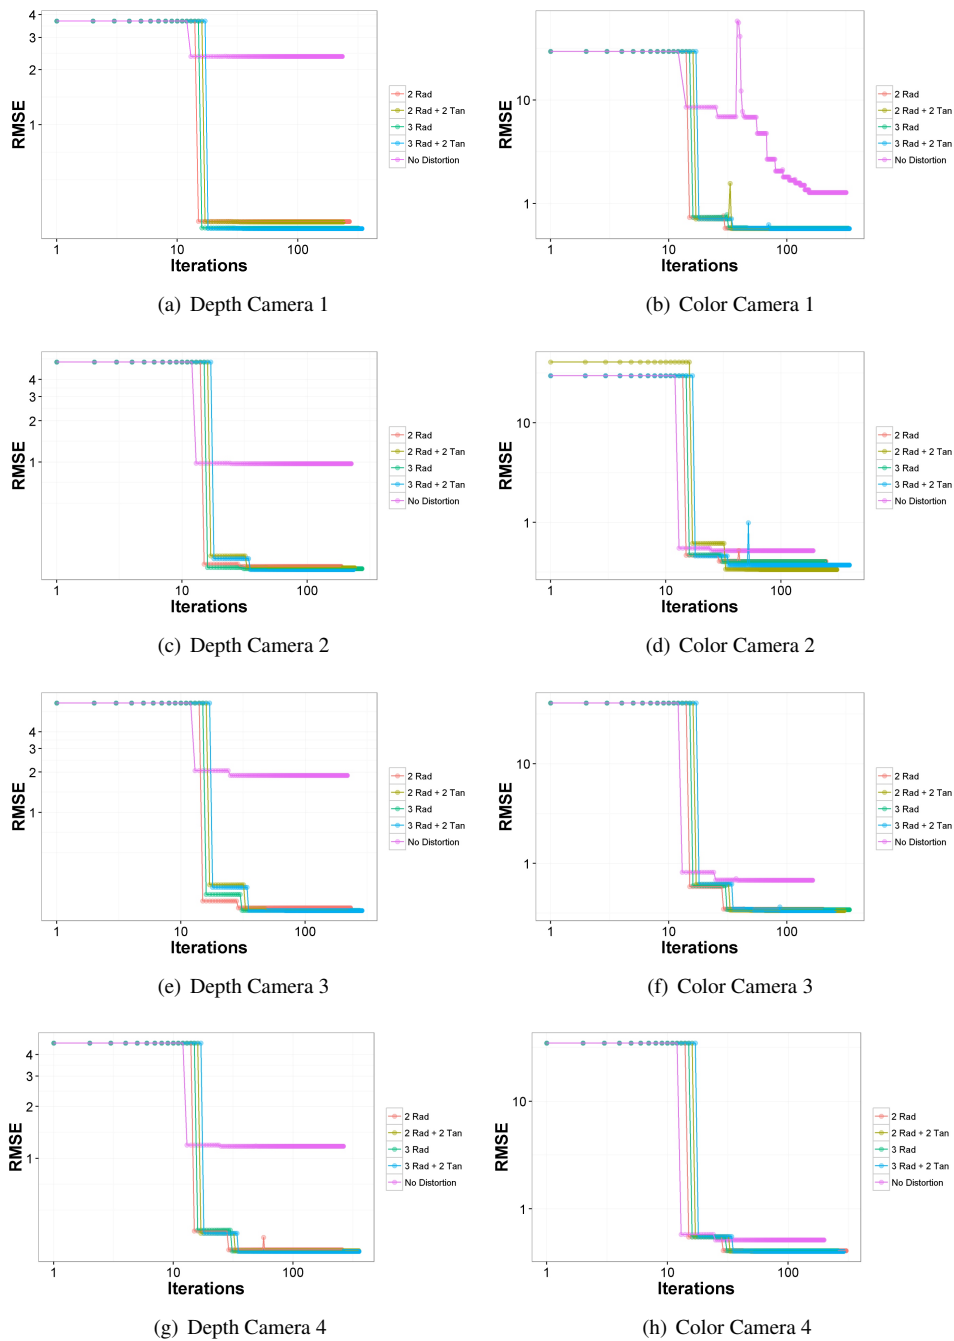 4
3
2
1
RMSE
1 10 100
Iterations
2 Rad
2 Rad + 2 Tan
3 Rad
3 Rad + 2 Tan
No Distortion
(a) Depth Camera 1
10
1
RMSE
1 10 100
Iterations
2 Rad
2 Rad + 2 Tan
3 Rad
3 Rad + 2 Tan
No Distortion
(b) Color Camera 1
4
3
2
1
RMSE
1 10 100
Iterations
2 Rad
2 Rad + 2 Tan
3 Rad
3 Rad + 2 Tan
No Distortion
(c) Depth Camera 2
10
1
RMSE
1 10 100
Iterations
2 Rad
2 Rad + 2 Tan
3 Rad
3 Rad + 2 Tan
No Distortion
(d) Color Camera 2
4
3
2
1
RMSE
1 10 100
Iterations
2 Rad
2 Rad + 2 Tan
3 Rad
3 Rad + 2 Tan
No Distortion
(e) Depth Camera 3
10
1
RMSE
1 10 100
Iterations
2 Rad
2 Rad + 2 Tan
3 Rad
3 Rad + 2 Tan
No Distortion
(f) Color Camera 3
4
3
2
1
RMSE
1 10 100
Iterations
2 Rad
2 Rad + 2 Tan
3 Rad
3 Rad + 2 Tan
No Distortion
(g) Depth Camera 4
10
1
RMSE
1 10 100
Iterations
2 Rad
2 Rad + 2 Tan
3 Rad
3 Rad + 2 Tan
No Distortion
(h) Color Camera 4